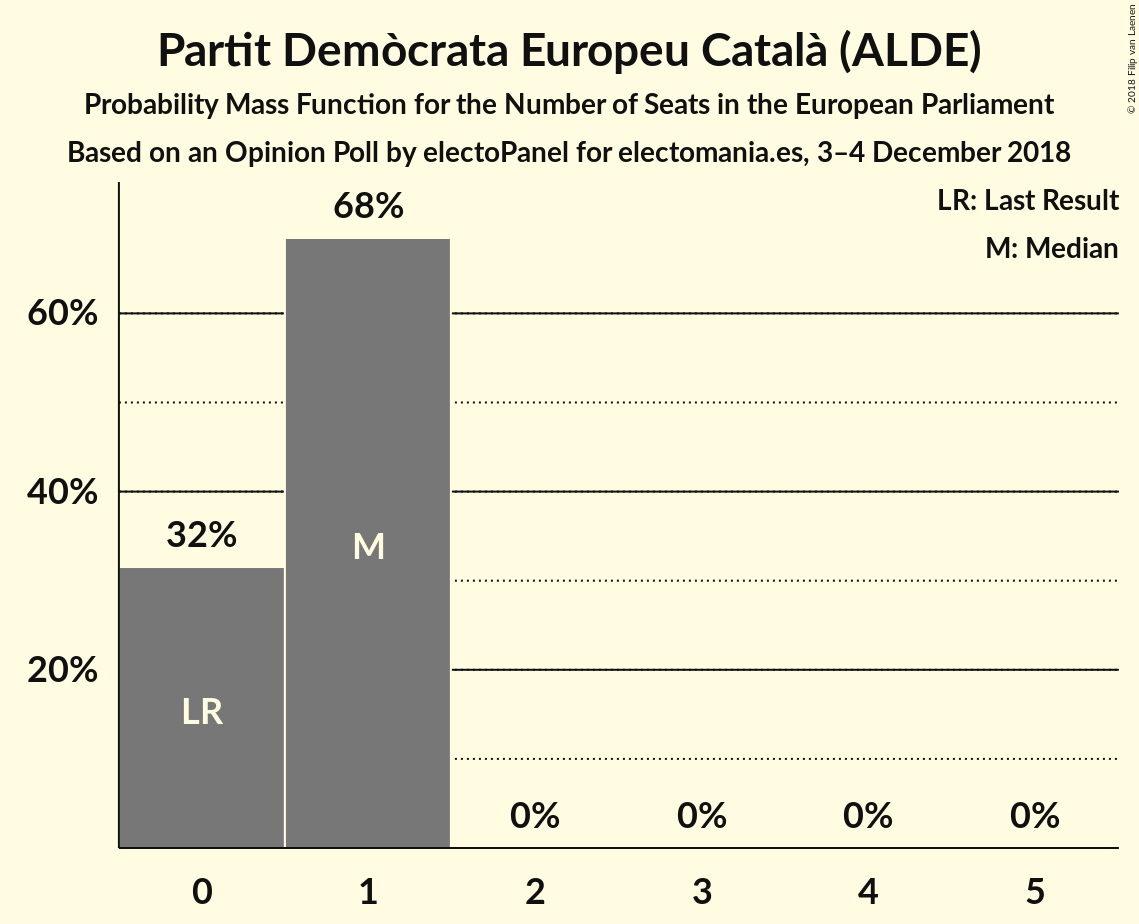 Partit Demòcrata Europeu Català (ALDE)
Probability Mass Function for the Number of Seats in the European Parliament
Based on an Opinion Poll by electoPanel for electomania.es, 3–4 December 2018
© 2018 Filip van Laenen
LR: Last Result
M: Median
68%
60%
40%
32%
M
20%
LR
0% 0% 0% 0%
0 1 2 3 4 5